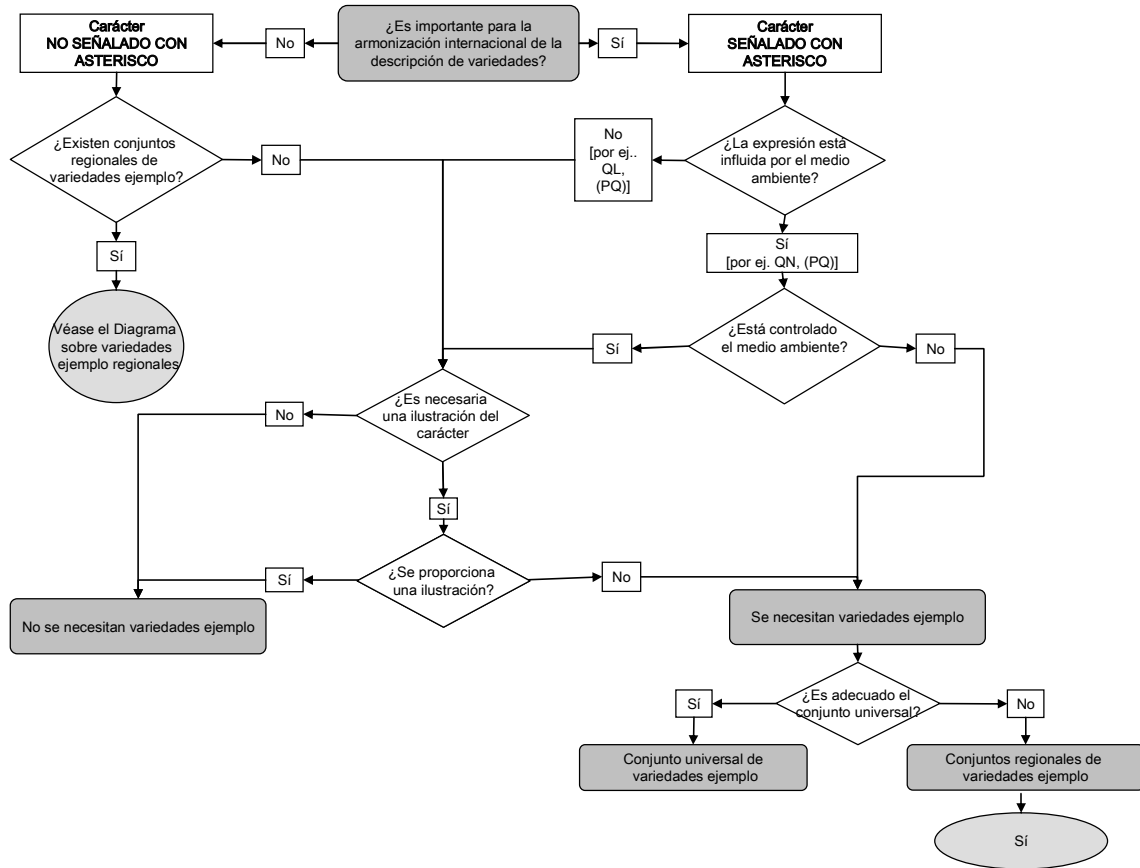 Carácter
NO SEÑALADO CON
ASTERISCO
No
¿Es importante para la
armonización internacional de la
descripción de variedades?
Sí
Carácter
SEÑALADO CON
ASTERISCO
¿Existen conjuntos
regionales de
variedades ejemplo?
No
No
[por ej..
QL,
(PQ)]
¿La expresión está
influida por el medio
ambiente?
Sí
Sí
[por ej. QN, (PQ)]
Véase el Diagrama
sobre variedades
ejemplo regionales
Sí
¿Está controlado
el medio ambiente?
No
No
¿Es necesaria
una ilustración del
carácter
Sí
Sí
¿Se proporciona
una ilustración?
No
No se necesitan variedades ejemplo
Se necesitan variedades ejemplo
Sí
¿Es adecuado el
conjunto universal?
No
Conjunto universal de
variedades ejemplo
Conjuntos regionales de
variedades ejemplo
Sí